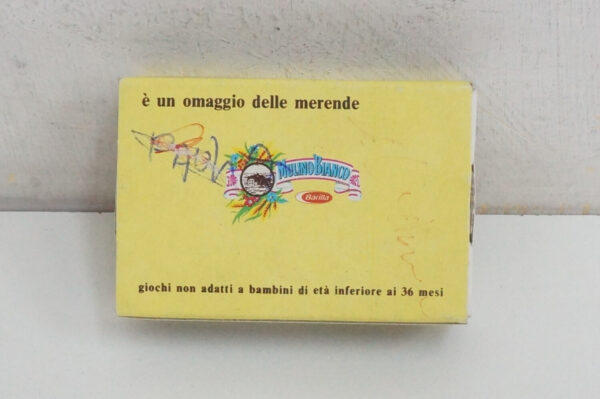 è un omaggio delle merende
MULINO BIANCO
Barilla
giochi non adatti a bambini di età inferiore ai 36 mesi